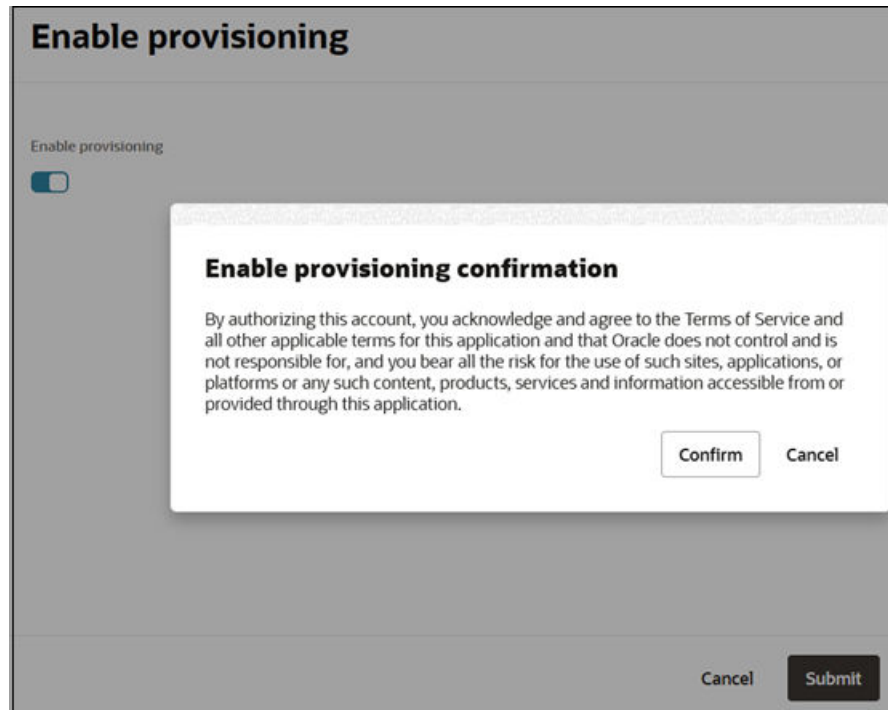 Enable provisioning
Enable provisioning
Enable provisioning confirmation
By authorizing this account, you acknowledge and agree to the Terms of Service and
all other applicable terms for this application and that Oracle does not control and is
not responsible for, and you bear all the risk for the use of such sites, applications, or
platforms or any such content, products, services and information accessible from or
provided through this application.
Confirm Cancel
Cancel Submit